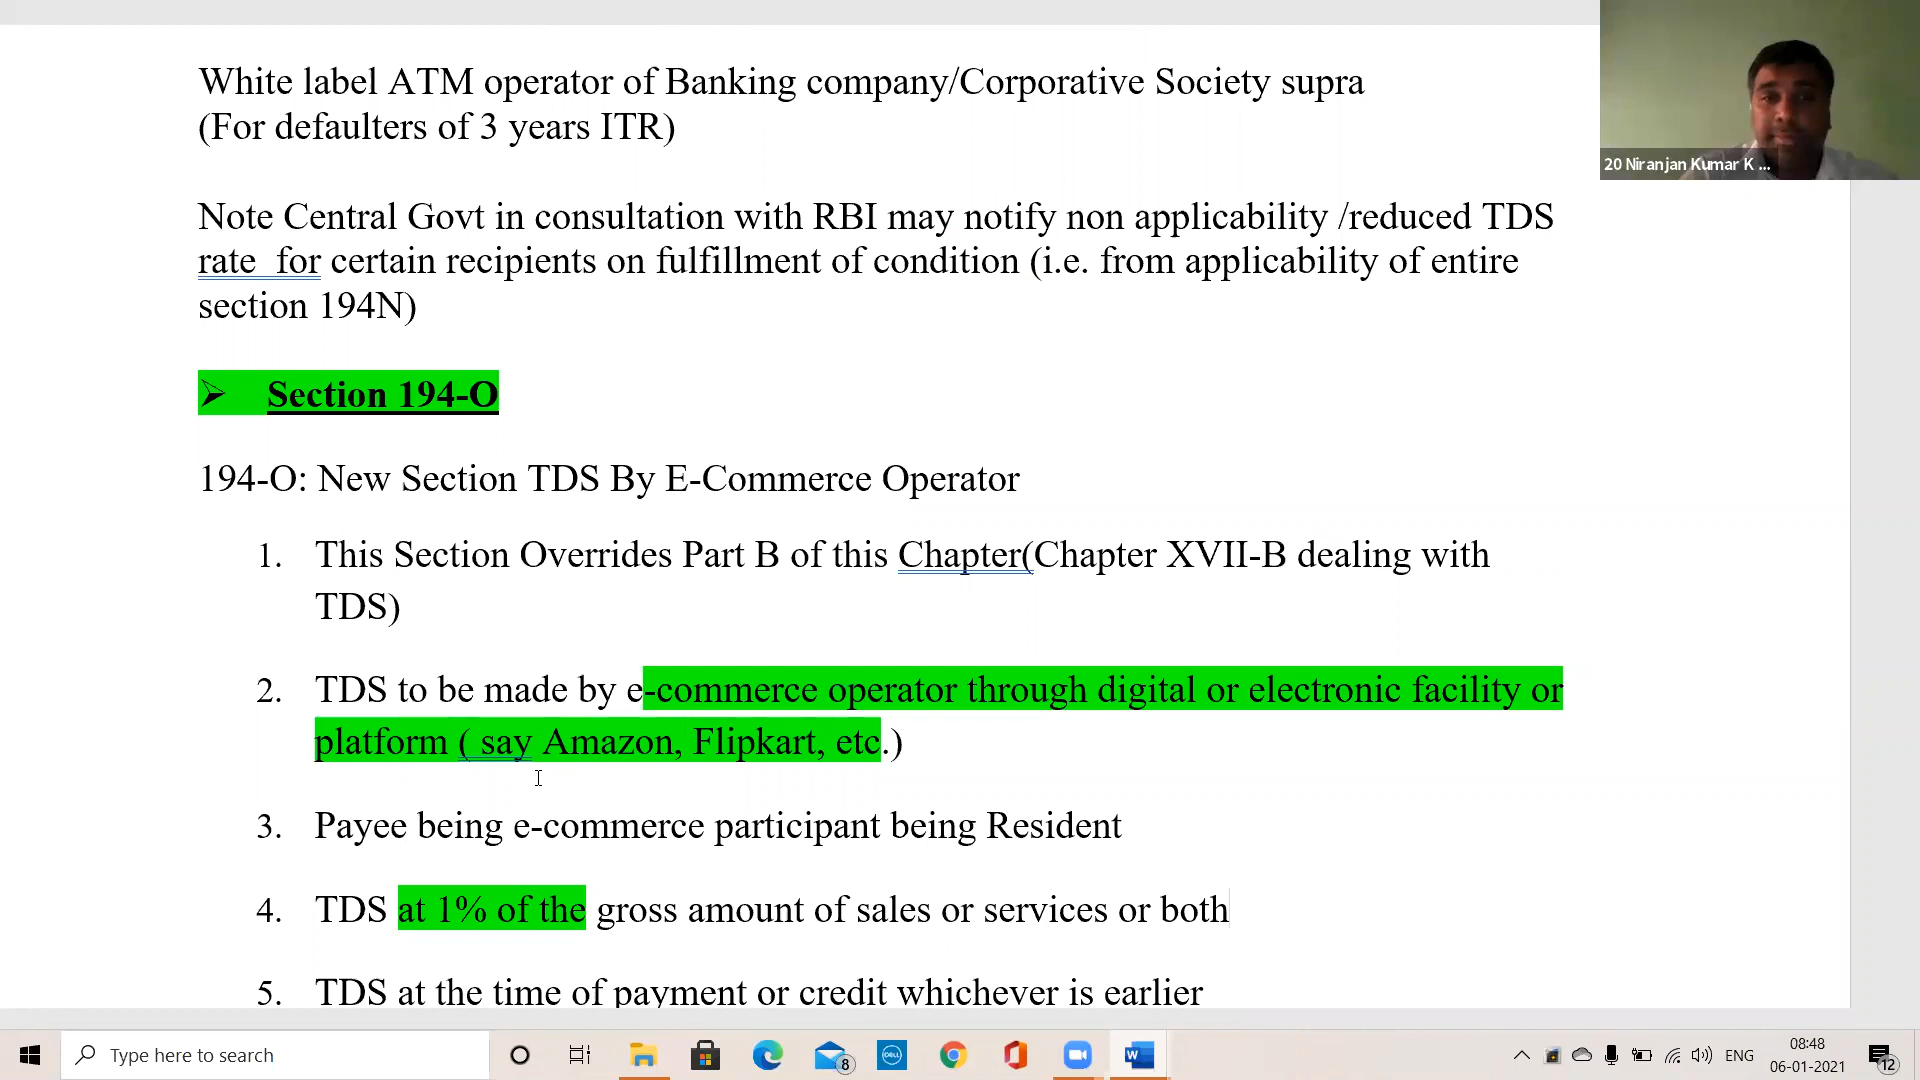 White label ATM operator of Banking company/Corporative Society supra
(For defaulters of 3 years ITR)
20 Niranjan Kumar K ...
Note Central Govt in consultation with RBI may notify non applicability /reduced TDS
rate  for certain recipients on fulfillment of condition (i.e. from applicability of entire
section 194N)
➢ Section 194-O
194-O: New Section TDS By E-Commerce Operator
1. This Section Overrides Part B of this Chapter(Chapter XVII-B dealing with
TDS)
2. TDS to be made by e-commerce operator through digital or electronic facility or
platform ( say Amazon, Flipkart, etc.)
3. Payee being e-commerce participant being Resident
4. TDS at 1% of the gross amount of sales or services or both
5. TDS at the time of payment or credit whichever is earlier
Type here to search
8
DELL
W
ENG
08:48
06-01-2021
12